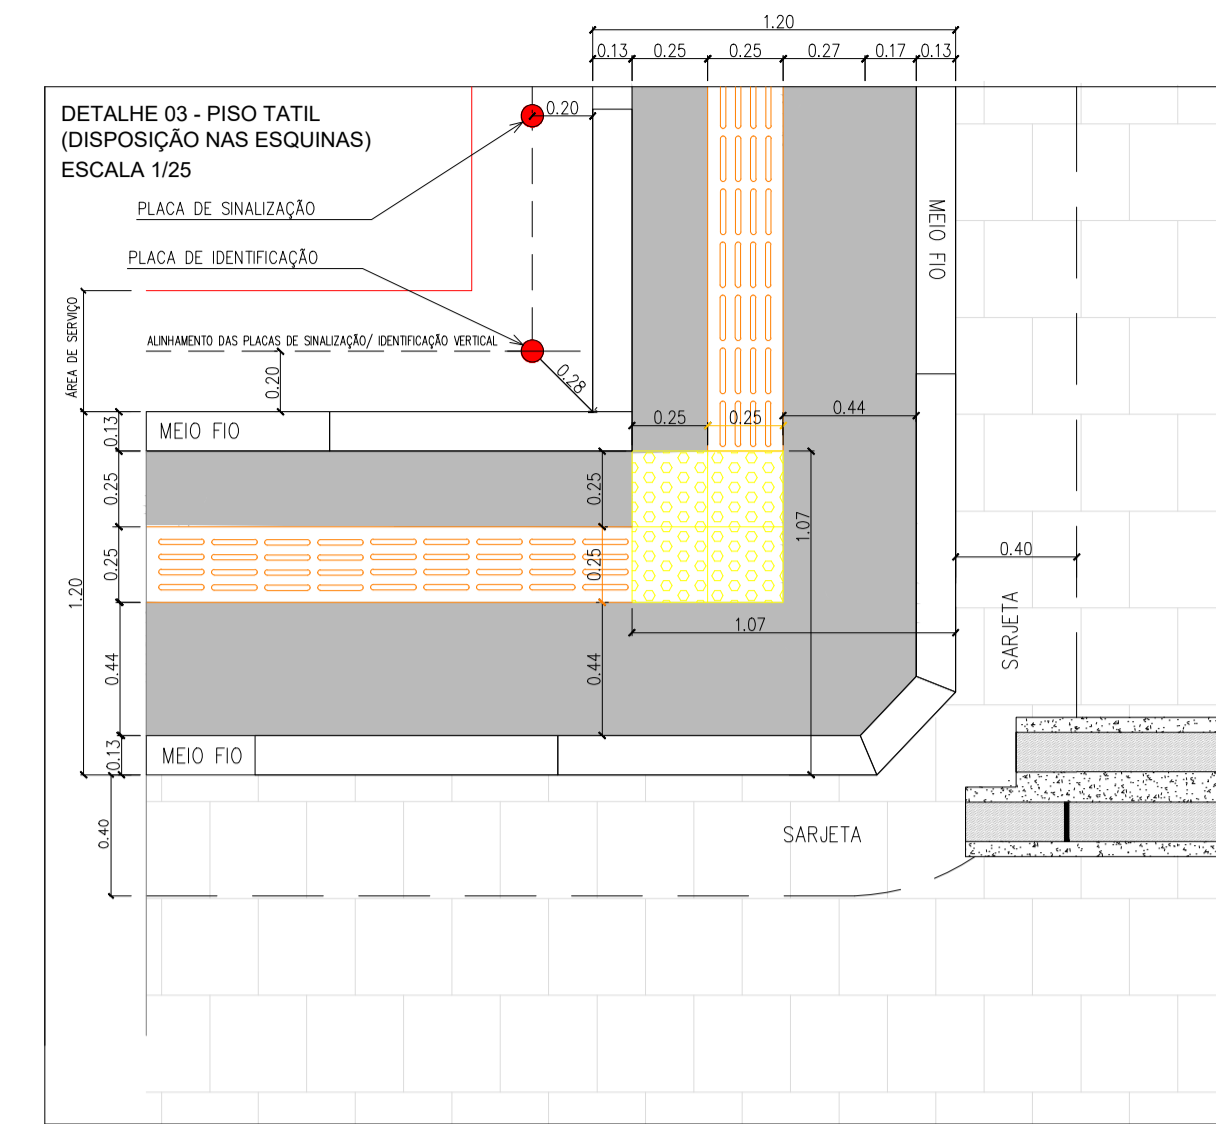 1.20
0.13 0.25 0.25 0.27 0.17 0.13
DETALHE 03 - PISO TATIL
(DISPOSIÇÃO NAS ESQUINAS)
ESCALA 1/25
0.20
PLACA DE SINALIZAÇÃO
MEIO FIO
PLACA DE IDENTIFICAÇÃO
ÁREA DE SERVIÇO
ALINHAMENTO DAS PLACAS DE SINALIZAÇÃO/ IDENTIFICAÇÃO VERTICAL
0.20
0.28
0.25 0.25 0.44
0.13
MEIO FIO
0.25
0.25
1.07
0.40
0.25
0.25
1.20
SARJETA
1.07
0.44
0.44
0.13
MEIO FIO
0.40
SARJETA